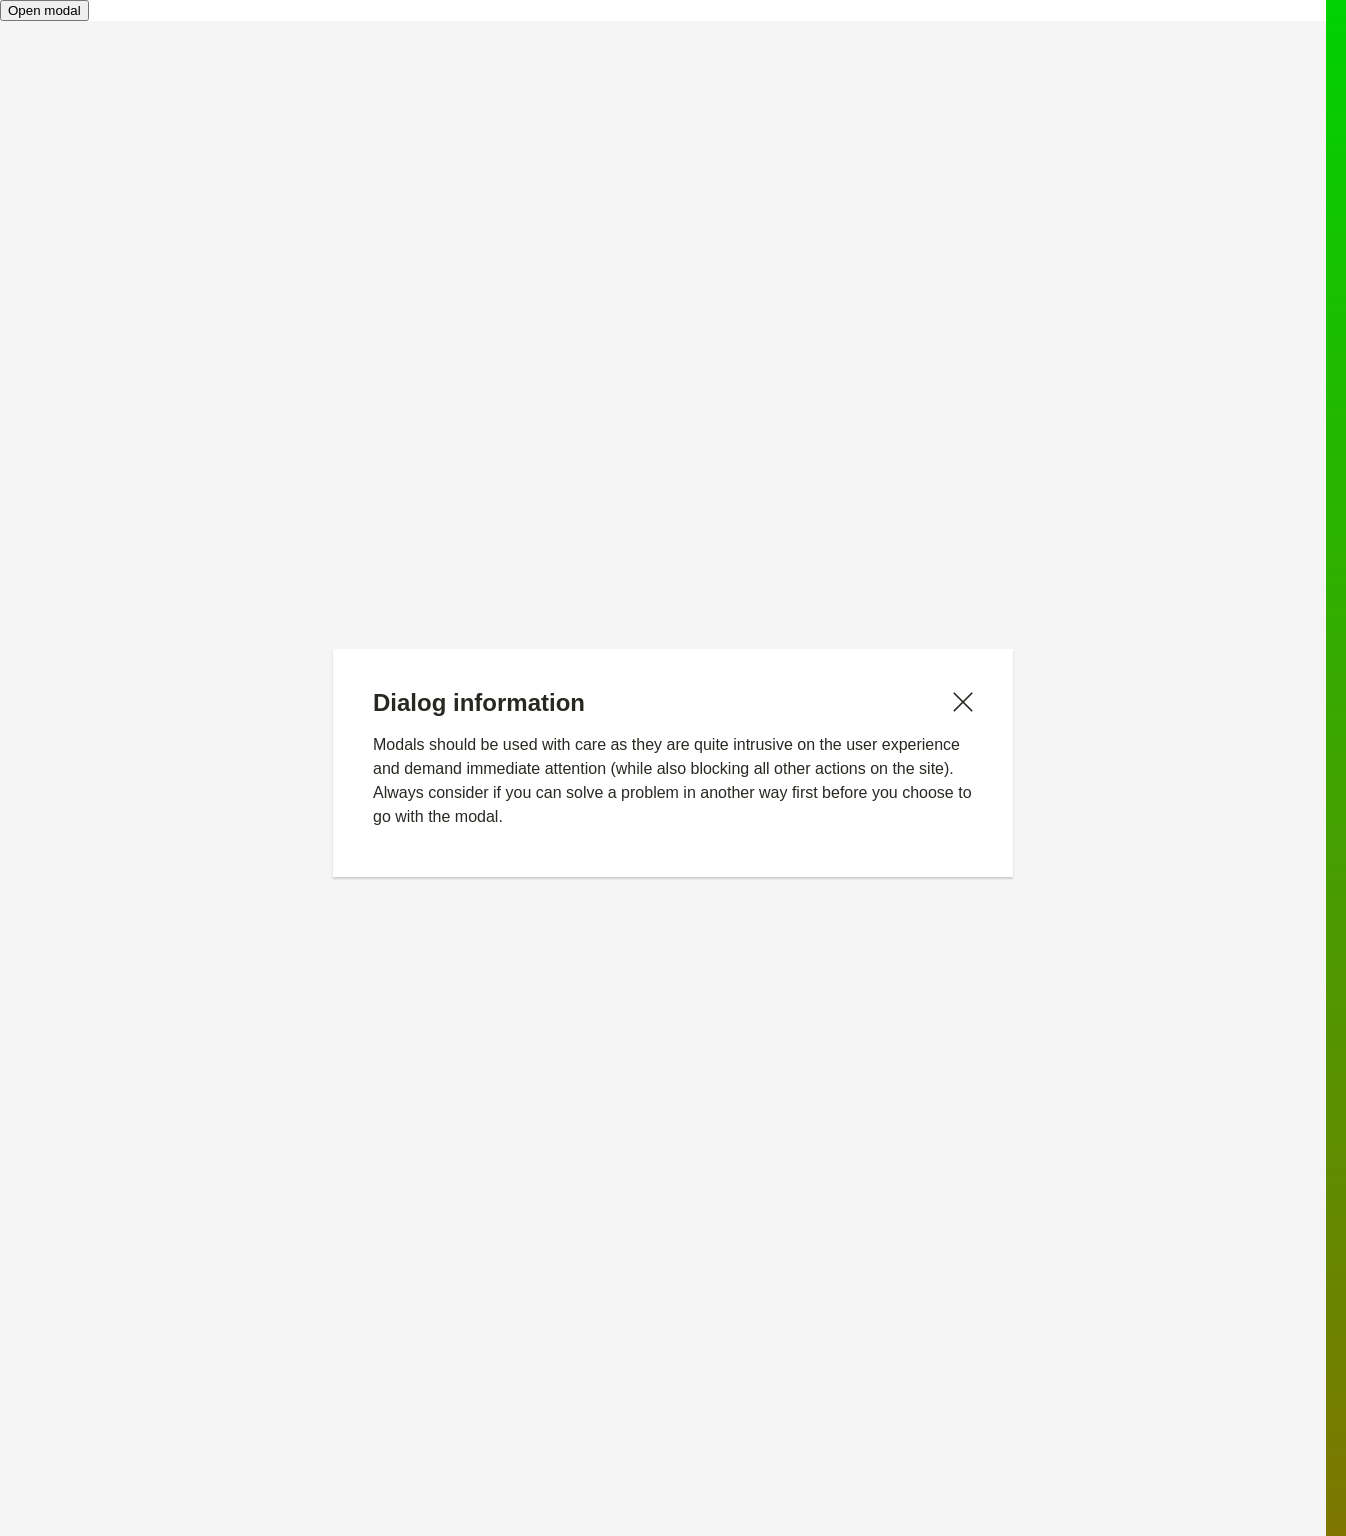 Open modal
Dialog information
Modals should be used with care as they are quite intrusive on the user experience
and demand immediate attention (while also blocking all other actions on the site).
Always consider if you can solve a problem in another way first before you choose to
go with the modal.